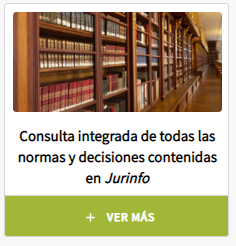 Consulta integrada de todas las
normas y decisiones contenidas
en Jurinfo
+ VER MÁS